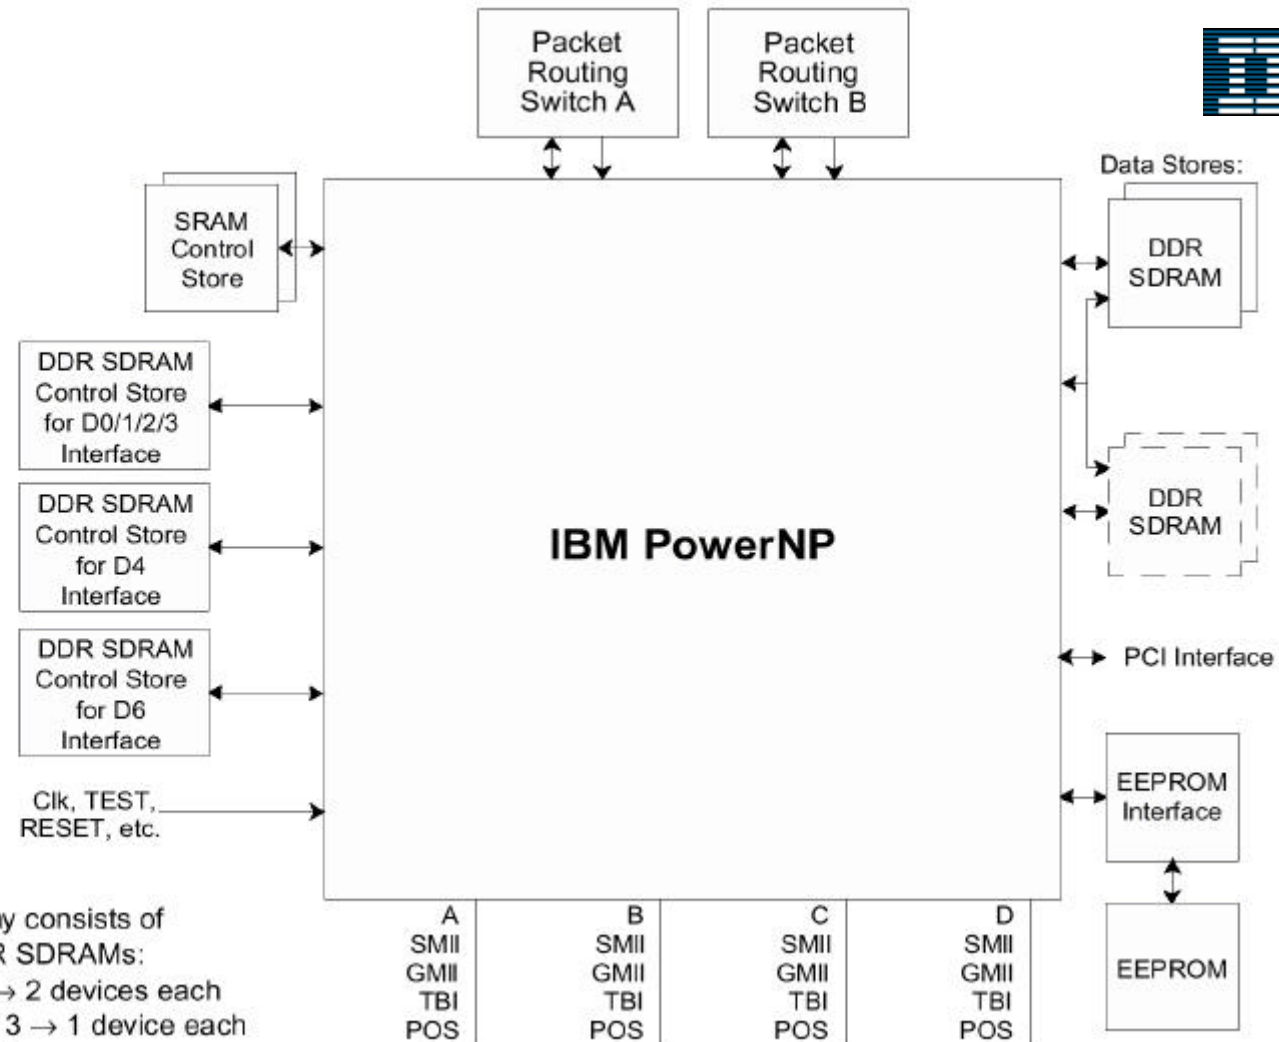 Packet
Routing
Switch A
Packet
Routing
Switch B
Data Stores:
SRAM
Control
Store
DDR
SDRAM
DDR SDRAM
Control Store
for D0/1/2/3
Interface
DDR SDRAM
Control Store
for D4
Interface
IBM PowerNP
DDR
SDRAM
DDR SDRAM
Control Store
for D6
Interface
PCI Interface
Clk, TEST,
RESET, etc.
EEPROM
Interface
EEPROM
consists of
SDRAMs:
→ 2 devices each
3 → 1 device each
A
SMII
GMII
TBI
POS
B
SMII
GMII
TBI
POS
C
SMII
GMII
TBI
POS
D
SMII
GMII
TBI
POS